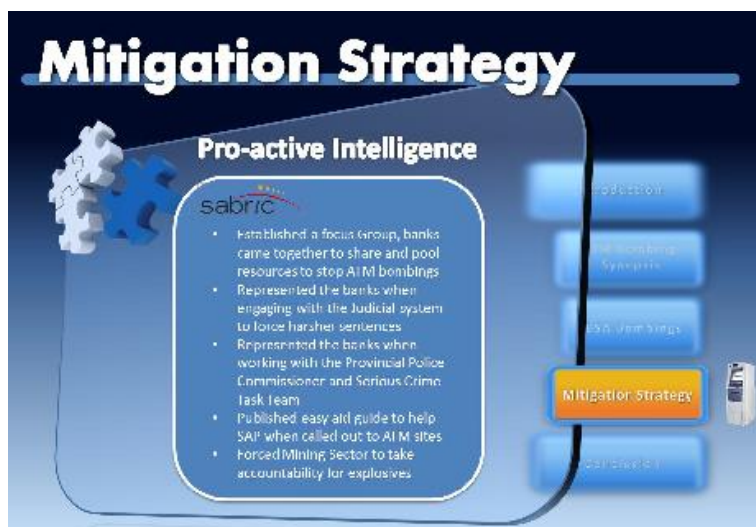 Mitigation Strategy
Pro-active Intelligence
sabric
• Established a focus Group, banks
came together to share and pool
resources to stop ATM bombings
• Represented the banks when
engaging with the Judicial system
to force harsher sentences
• Represented the banks when
working with the Provincial Police
Commissioner and Serious Crime
Task Team
• Published easy aid guide to help
SAP when called out to ATM sites
• Forced Mining Sector to take
accountability for explosives
Synopsis
Bombings
Mitigation Strategy
Conclusion